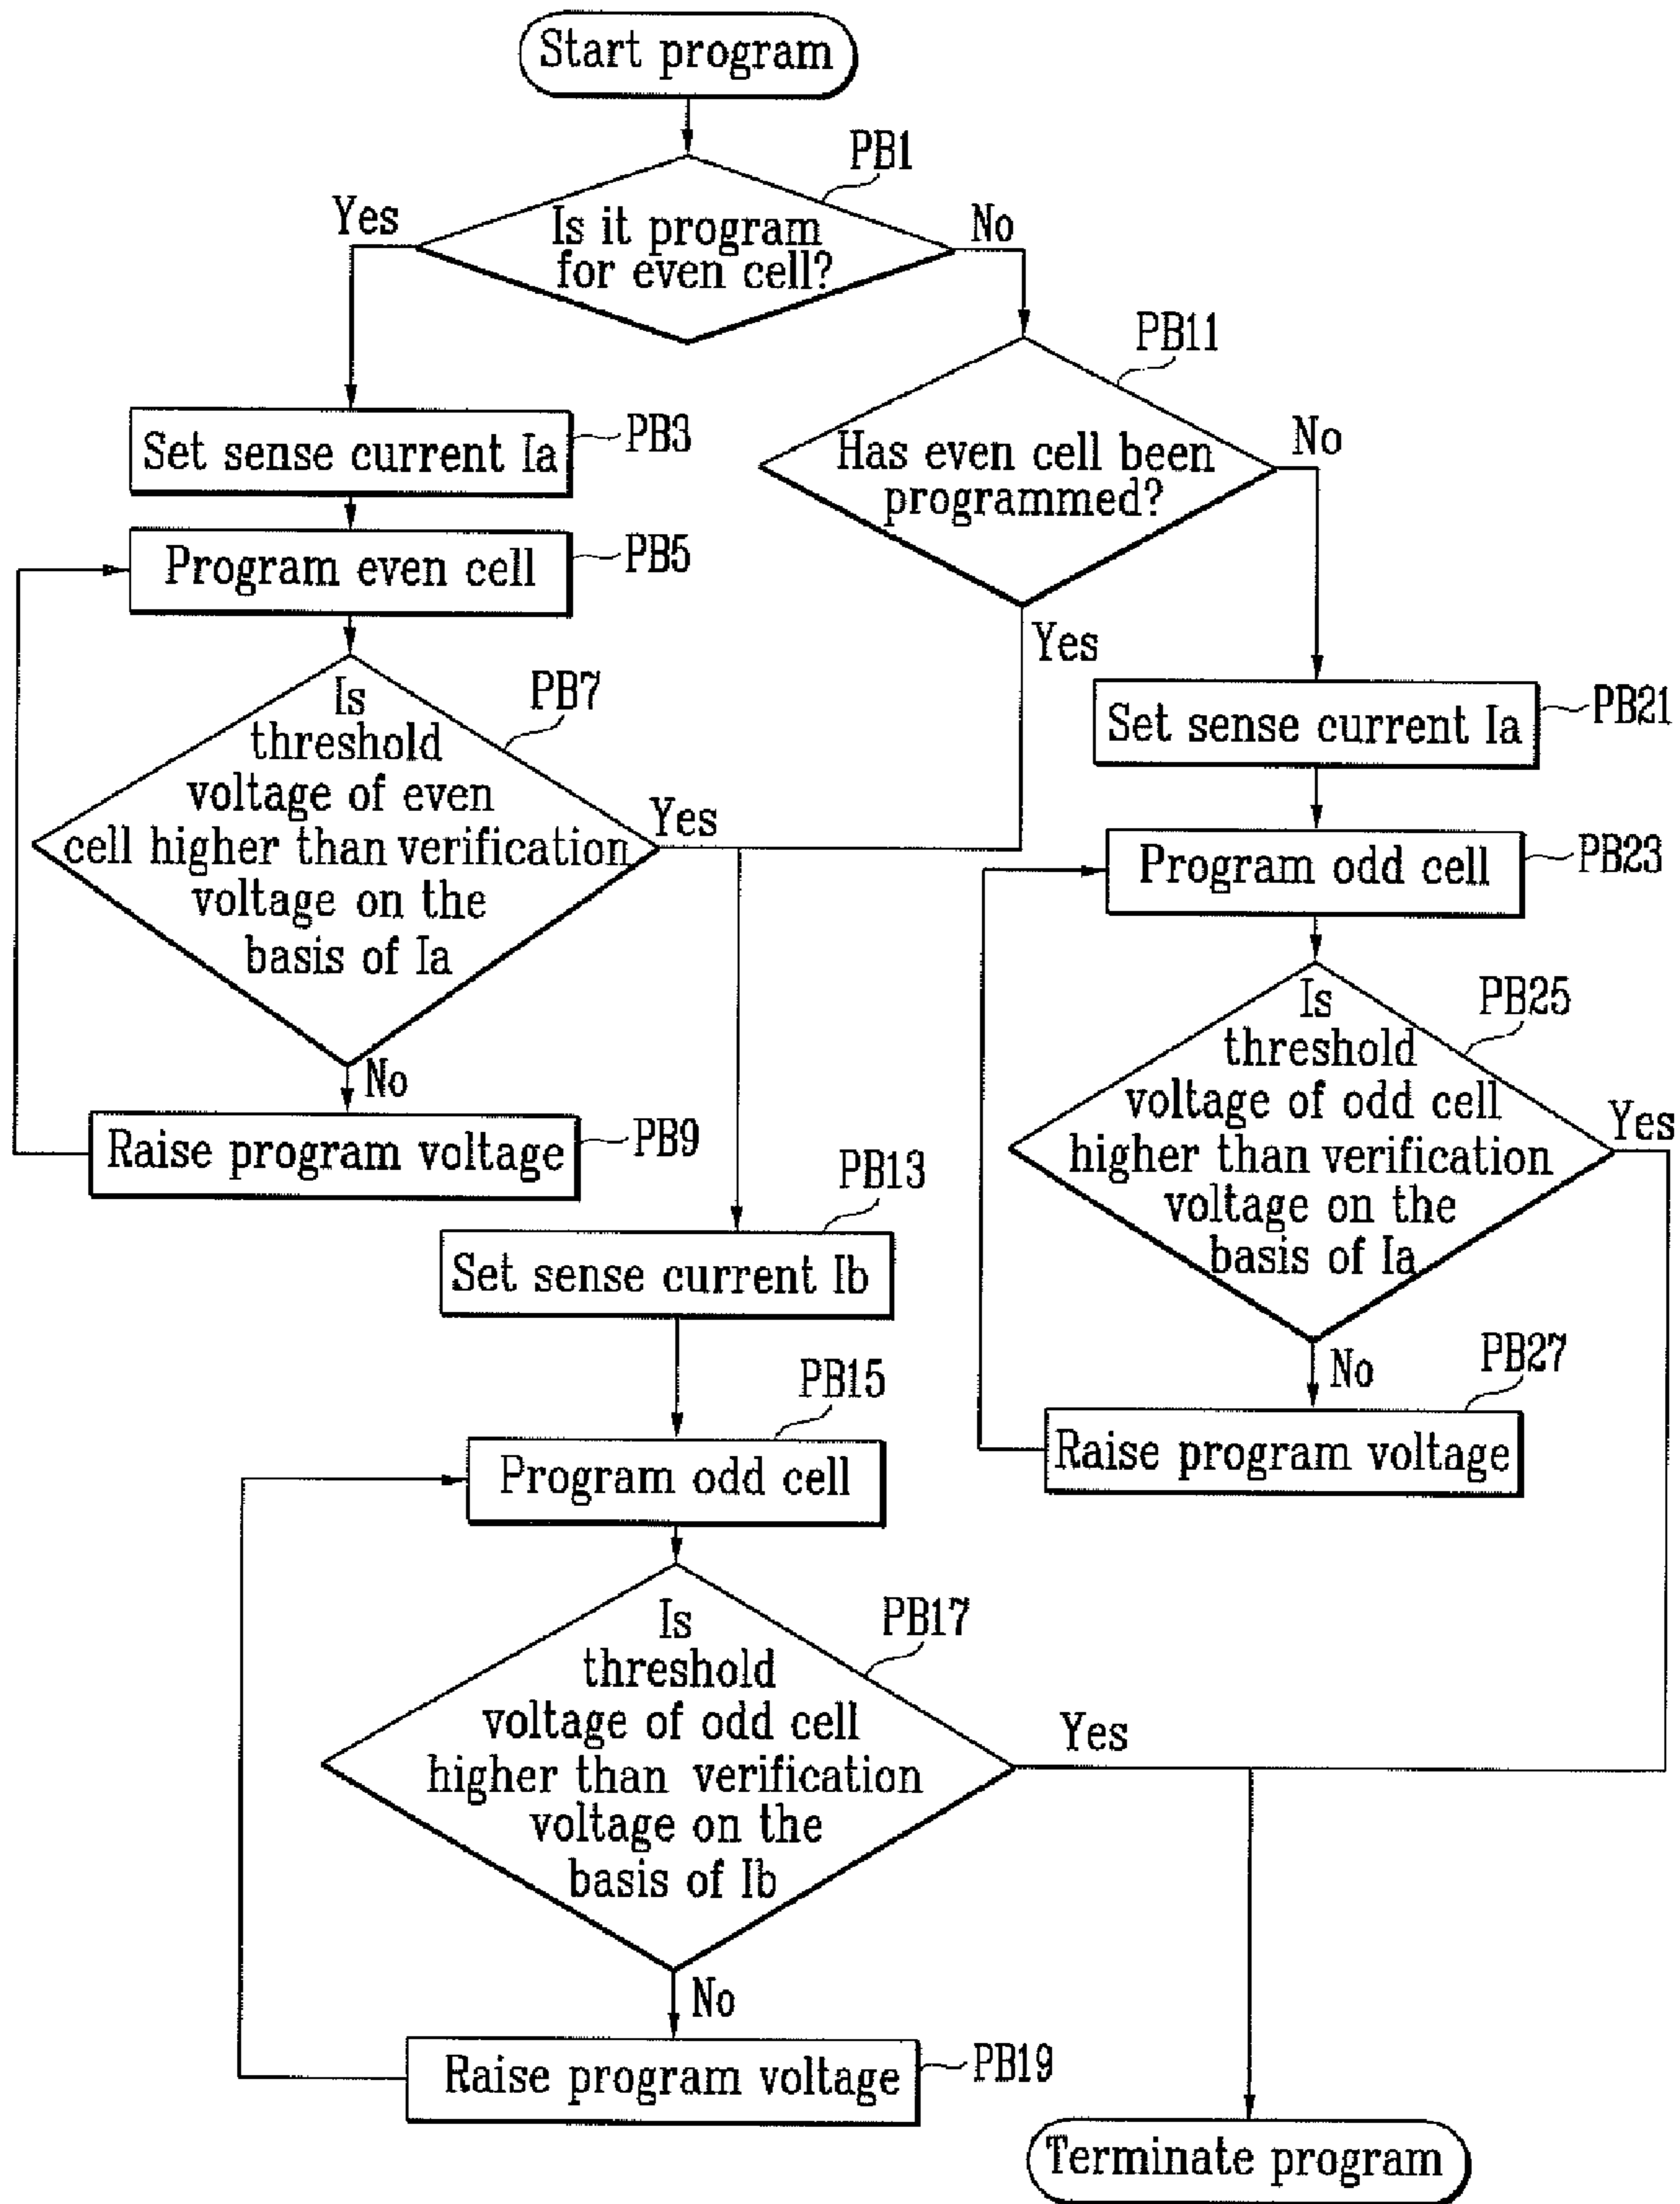 Start program
PB1
Yes
Is it program
for even cell?
No
PB11
Has even cell been
programmed?
No
Yes
Set sense current Ia
PB3
Program even cell
PB5
PB7
Is
threshold
voltage of even
cell higher than verification
voltage on the
basis of Ia
Yes
No
Raise program voltage
PB9
Set sense current Ia
PB21
Program odd cell
PB23
PB25
Is
threshold
voltage of odd cell
higher than verification
voltage on the
basis of Ia
Yes
No
PB27
Raise program voltage
PB13
Set sense current Ib
PB15
Program odd cell
PB17
Is
threshold
voltage of odd cell
higher than verification
voltage on the
basis of Ib
Yes
No
Raise program voltage
PB19
Terminate program